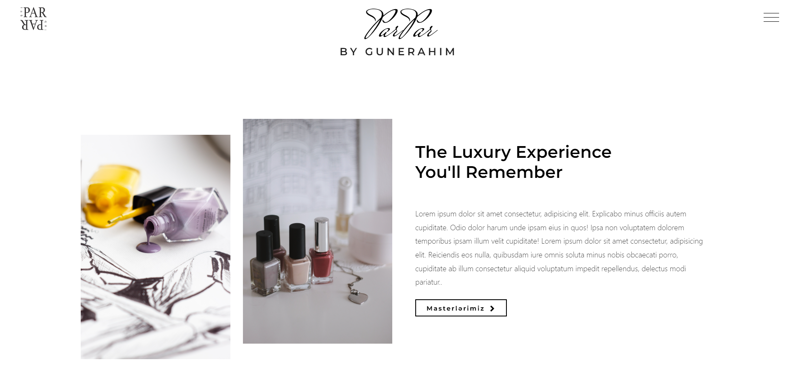 PAR
PAR
ParPar
BY GUNERAHIM
The Luxury Experience
You'll Remember
Lorem ipsum dolor sit amet consectetur, adipisicing elit. Explicabo minus officiis autem
cupiditate. Odio dolor harum unde ipsam eius in quos! Ipsa non voluptatem dolorem
temporibus ipsam illum velit cupiditate! Lorem ipsum dolor sit amet consectetur, adipisicing
elit. Reiciendis eos nulla, quibusdam iure omnis soluta minus nobis obcaecati porro,
cupiditate ab illum consectetur aliquid voluptatum impedit repellendus, delectus modi
pariatur.
Masterlərimiz